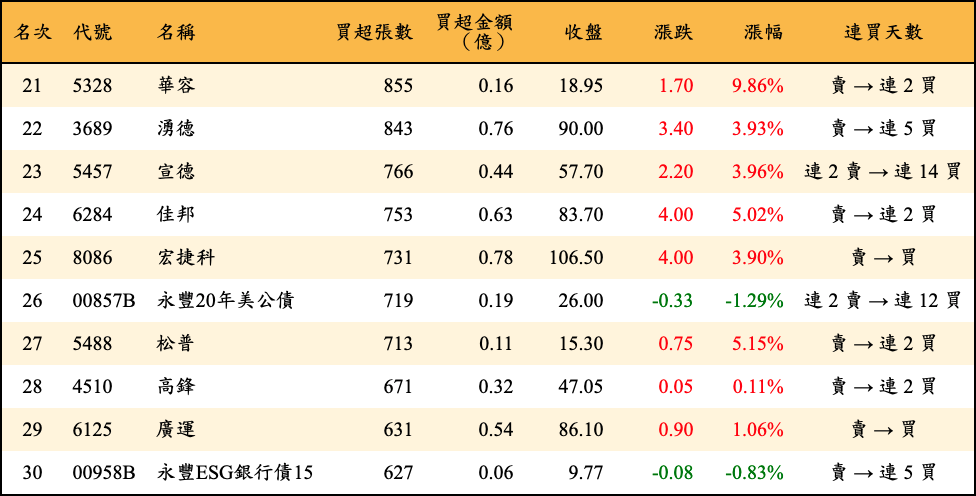 名次 代號 名稱 買超張數 買超金額（億） 收盤 漲跌 漲幅 連買天數
21 5328 華容 855 0.16 18.95 1.70 9.86% 賣 → 連 2 買
22 3689 湧德 843 0.76 90.00 3.40 3.93% 賣 → 連 5 買
23 5457 宣德 766 0.44 57.70 2.20 3.96% 連 2 賣 → 連 14 買
24 6284 佳邦 753 0.63 83.70 4.00 5.02% 賣 → 連 2 買
25 8086 宏捷科 731 0.78 106.50 4.00 3.90% 賣 → 買
26 00857B 永豐20年美公債 719 0.19 26.00 -0.33 -1.29% 連 2 賣 → 連 12 買
27 5488 松普 713 0.11 15.30 0.75 5.15% 賣 → 連 2 買
28 4510 高鋒 671 0.32 47.05 0.05 0.11% 賣 → 連 2 買
29 6125 廣運 631 0.54 86.10 0.90 1.06% 賣 → 買
30 00958B 永豐ESG銀行債15 627 0.06 9.77 -0.08 -0.83% 賣 → 連 5 買